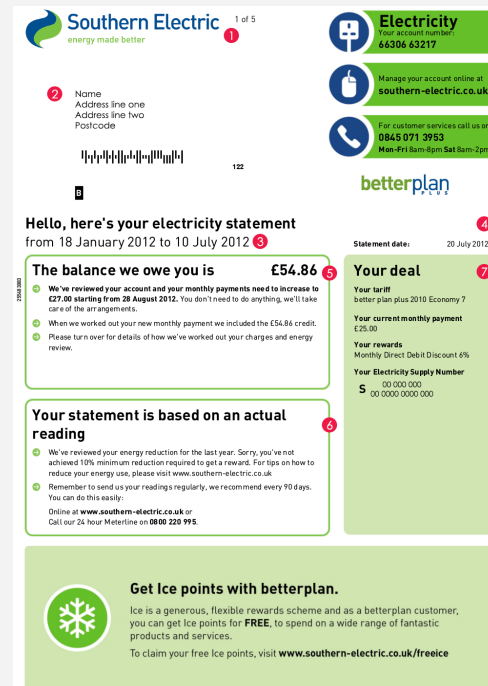 Southern Electric
energy made better
1 of 5
1
Electricity
Your account number:
66306 63217
Manage your account online at
southern-electric.co.uk
For customer services call us on
0845 071 3953
Mon-Fri 8am-8pm Sat 8am-2pm
2
Name
Address line one
Address line two
Postcode
122
B
betterplan
PLUS
Hello, here's your electricity statement
from 18 January 2012 to 10 July 2012 3
4
Statement date: 20 July 2012
The balance we owe you is £54.86 5
We've reviewed your account and your monthly payments need to increase to
£27.00 starting from 28 August 2012. You don't need to do anything, we'll take
care of the arrangements.
When we worked out your new monthly payment we included the £54.86 credit.
Please turn over for details of how we've worked out your charges and energy
review.
Your deal 7
Your tariff
better plan plus 2010 Economy 7
Your current monthly payment
£25.00
Your rewards
Monthly Direct Debit Discount 6%
Your Electricity Supply Number
S 00 000 000
00 0000 0000 000
Your statement is based on an actual
reading
6
We've reviewed your energy reduction for the last year. Sorry, you've not
achieved 10% minimum reduction required to get a reward. For tips on how to
reduce your energy use, please visit www.southern-electric.co.uk
Remember to send us your readings regularly, we recommend every 90 days.
You can do this easily:
Online at www.southern-electric.co.uk or
Call our 24 hour Meterline on 0800 220 995.
Get Ice points with betterplan.
Ice is a generous, flexible rewards scheme and as a betterplan customer,
you can get Ice points for FREE, to spend on a wide range of fantastic
products and services.
To claim your free Ice points, visit www.southern-electric.co.uk/freeice